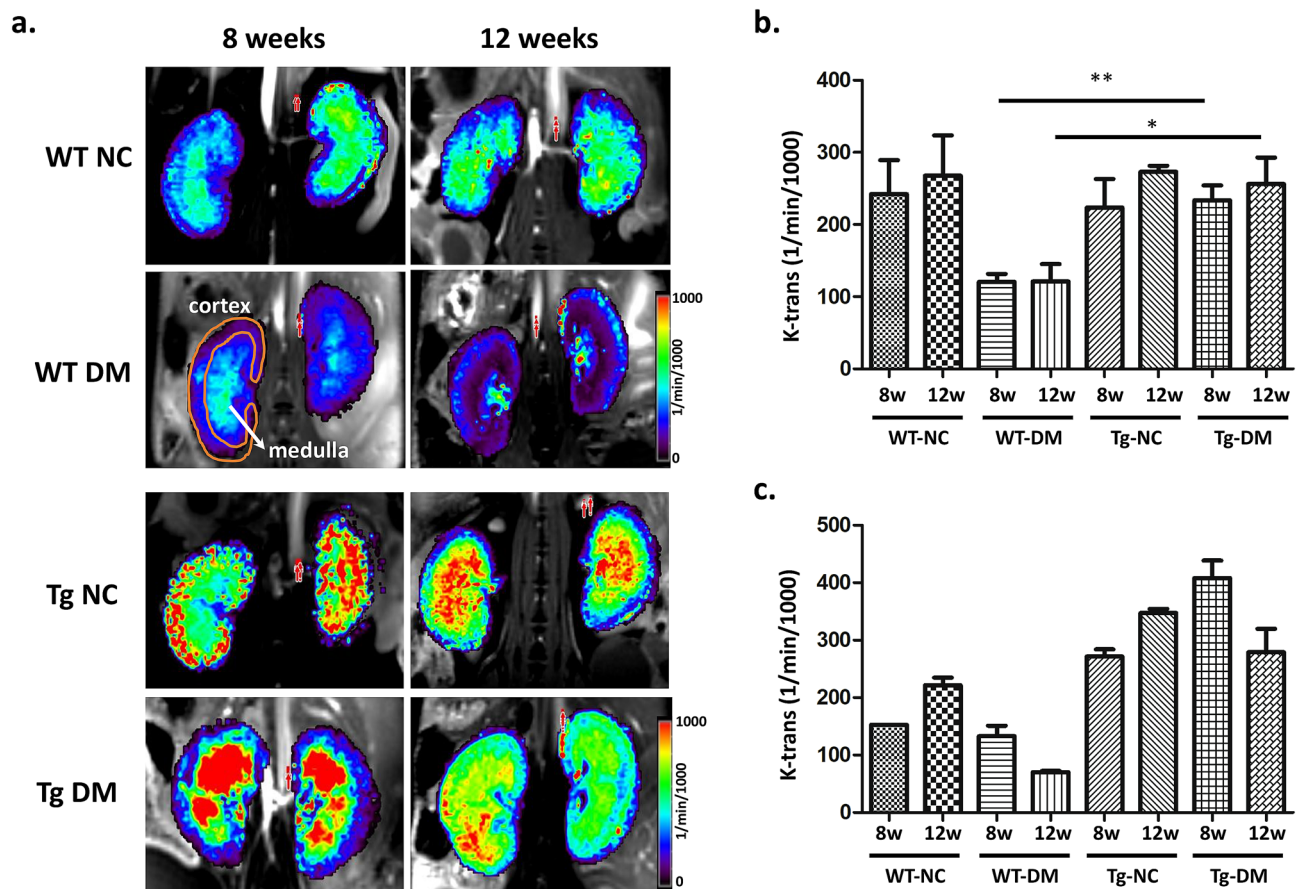 a.
8 weeks
12 weeks
WT NC
WT DM
cortex
medulla
1000
1/min/1000
0
Tg NC
Tg DM
1000
1/min/1000
0
b.
K-trans (1/min/1000)
400
300
200
100
0
**
*
8w 12w 8w 12w 8w 12w 8w 12w
WT-NC WT-DM Tg-NC Tg-DM
c.
K-trans (1/min/1000)
500
400
300
200
100
0
8w 12w 8w 12w 8w 12w 8w 12w
WT-NC WT-DM Tg-NC Tg-DM